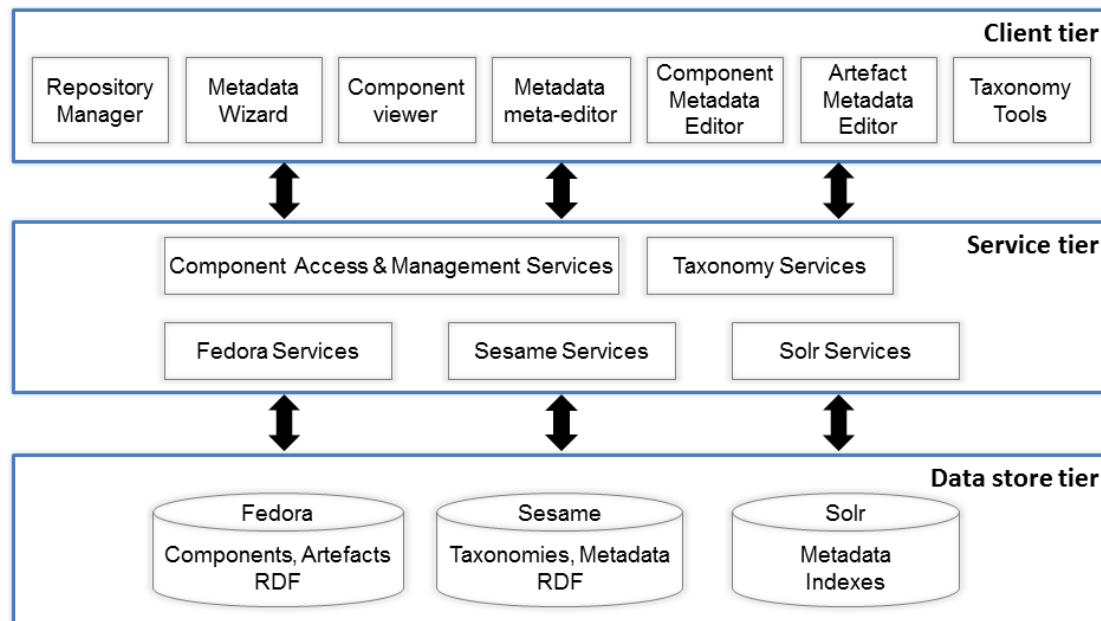 Client tier
Repository
Manager
Metadata
Wizard
Component
viewer
Metadata
meta-editor
Component
Metadata
Editor
Artefact
Metadata
Editor
Taxonomy
Tools
Service tier
Component Access & Management Services
Taxonomy Services
Fedora Services
Sesame Services
Solr Services
Data store tier
Fedora
Components, Artefacts
RDF
Sesame
Taxonomies, Metadata
RDF
Solr
Metadada
Indexes